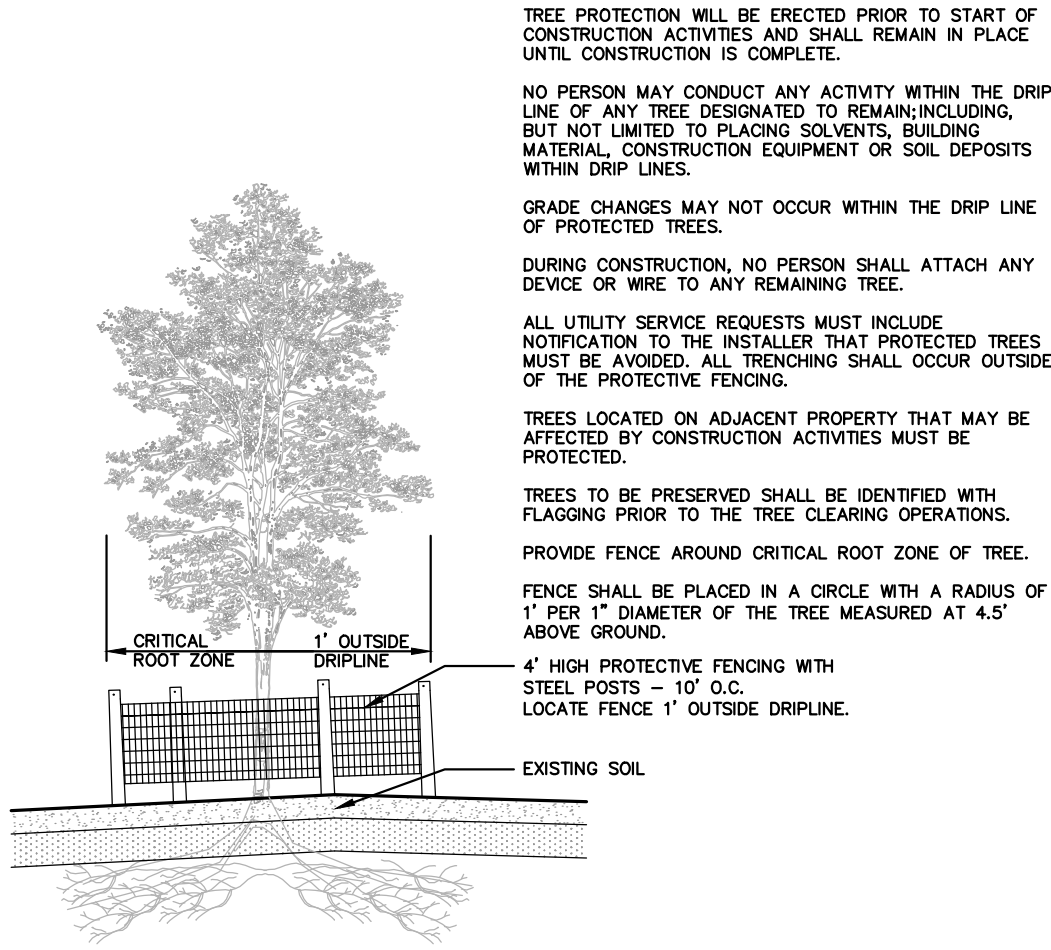 TREE PROTECTION WILL BE ERECTED PRIOR TO START OF
CONSTRUCTION ACTIVITIES AND SHALL REMAIN IN PLACE
UNTIL CONSTRUCTION IS COMPLETE.
NO PERSON MAY CONDUCT ANY ACTIVITY WITHIN THE DRIP
LINE OF ANY TREE DESIGNATED TO REMAIN;INCLUDING,
BUT NOT LIMITED TO PLACING SOLVENTS, BUILDING
MATERIAL, CONSTRUCTION EQUIPMENT OR SOIL DEPOSITS
WITHIN DRIP LINES.
GRADE CHANGES MAY NOT OCCUR WITHIN THE DRIP LINE
OF PROTECTED TREES.
DURING CONSTRUCTION, NO PERSON SHALL ATTACH ANY
DEVICE OR WIRE TO ANY REMAINING TREE.
ALL UTILITY SERVICE REQUESTS MUST INCLUDE
NOTIFICATION TO THE INSTALLER THAT PROTECTED TREES
MUST BE AVOIDED. ALL TRENCHING SHALL OCCUR OUTSIDE
OF THE PROTECTIVE FENCING.
TREES LOCATED ON ADJACENT PROPERTY THAT MAY BE
AFFECTED BY CONSTRUCTION ACTIVITIES MUST BE
PROTECTED.
TREES TO BE PRESERVED SHALL BE IDENTIFIED WITH
FLAGGING PRIOR TO THE TREE CLEARING OPERATIONS.
PROVIDE FENCE AROUND CRITICAL ROOT ZONE OF TREE.
FENCE SHALL BE PLACED IN A CIRCLE WITH A RADIUS OF
1' PER 1" DIAMETER OF THE TREE MEASURED AT 4.5'
ABOVE GROUND.
CRITICAL
ROOT ZONE
1' OUTSIDE
DRIPLINE
4' HIGH PROTECTIVE FENCING WITH
STEEL POSTS – 10' O.C.
LOCATE FENCE 1' OUTSIDE DRIPLINE.
EXISTING SOIL